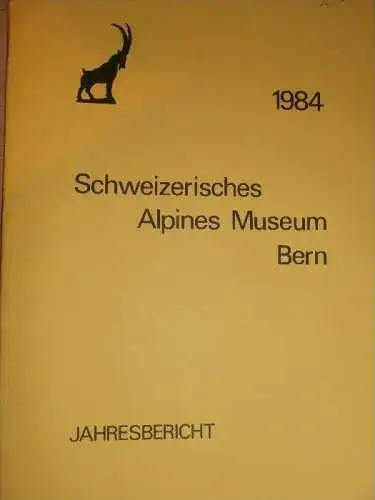 1984
Schweizerisches
Alpines Museum
Bern
JAHRESBERICHT